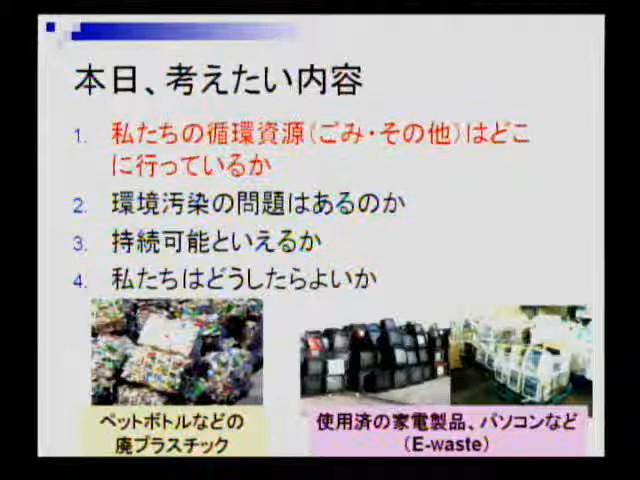 本日、考えたい内容
1. 私たちの循環資源(ごみ・その他)はどこ
に行っているか
2. 環境汚染の問題はあるのか
3. 持続可能といえるか
4. 私たちはどうしたらよいか
ペットボトルなどの
廃プラスチック
使用済の家電製品、パソコンなど
(E-waste)